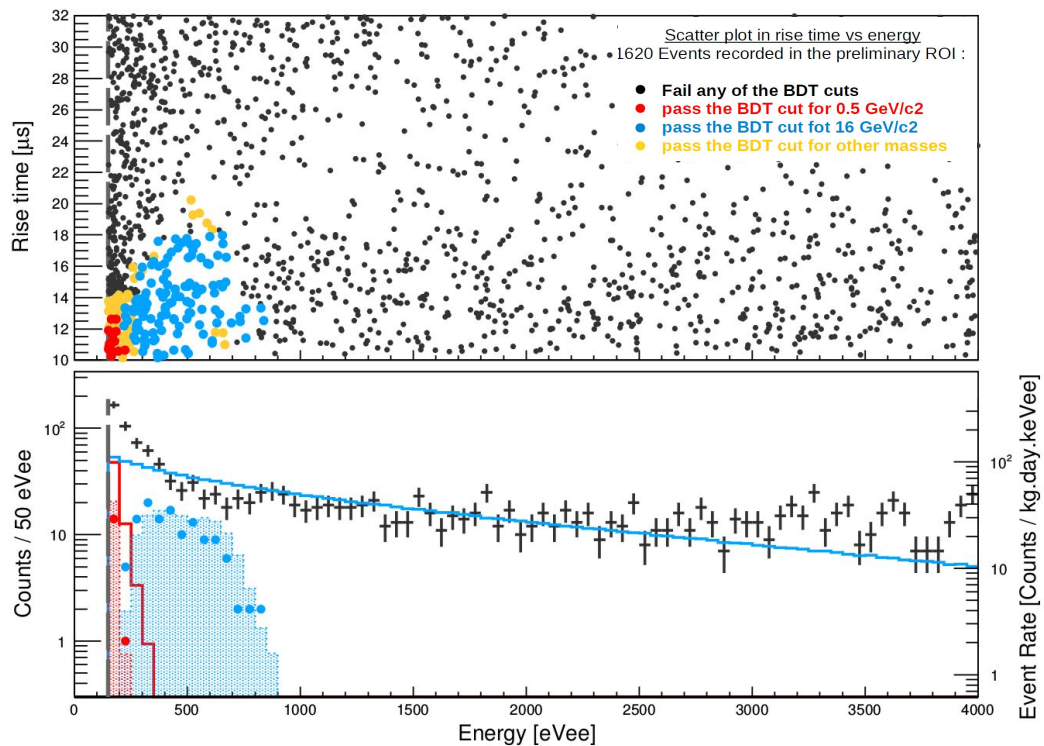 Scatter plot in rise time vs energy
1620 Events recorded in the preliminary ROI :
Fail any of the BDT cuts
pass the BDT cut for 0.5 GeV/c2
pass the BDT cut fot 16 GeV/c2
pass the BDT cut for other masses
32
30
28
26
24
22
20
18
16
14
12
10
Rise time [µs]
10²
10
1
Counts / 50 eVee
10²
10
1
Event Rate [Counts / kg.day.keVee]
0 500 1000 1500 2000 2500 3000 3500 4000
Energy [eVee]